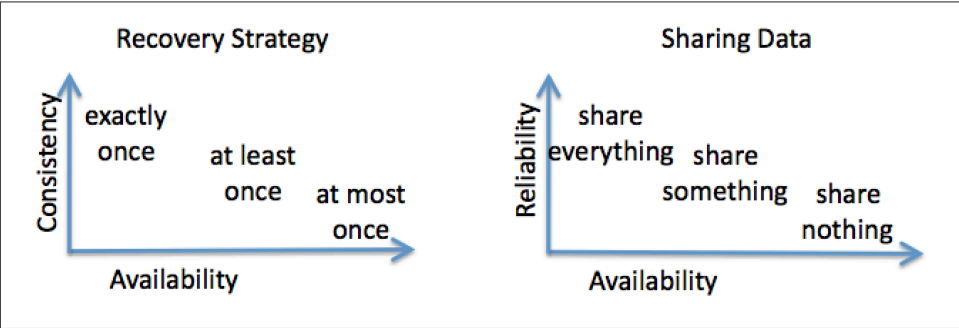 Recovery Strategy
Consistency
exactly
once
at least
once
at most
once
Availability
Sharing Data
Reliability
share
everything
share
something
share
nothing
Availability